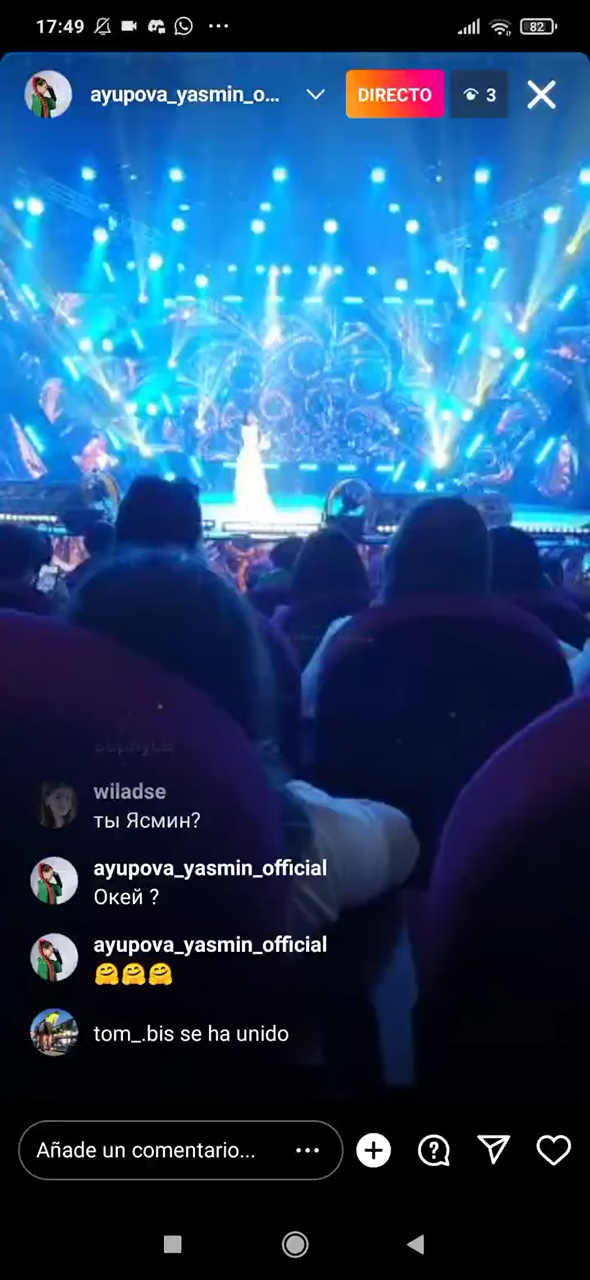 17:49
82
ayupova_yasmin_o...
DIRECTO
3
wiladse
ты Ясмин?
ayupova_yasmin_official
Окей ?
ayupova_yasmin_official
🤗🤗🤗
tom_.bis se ha unido
Añade un comentario...